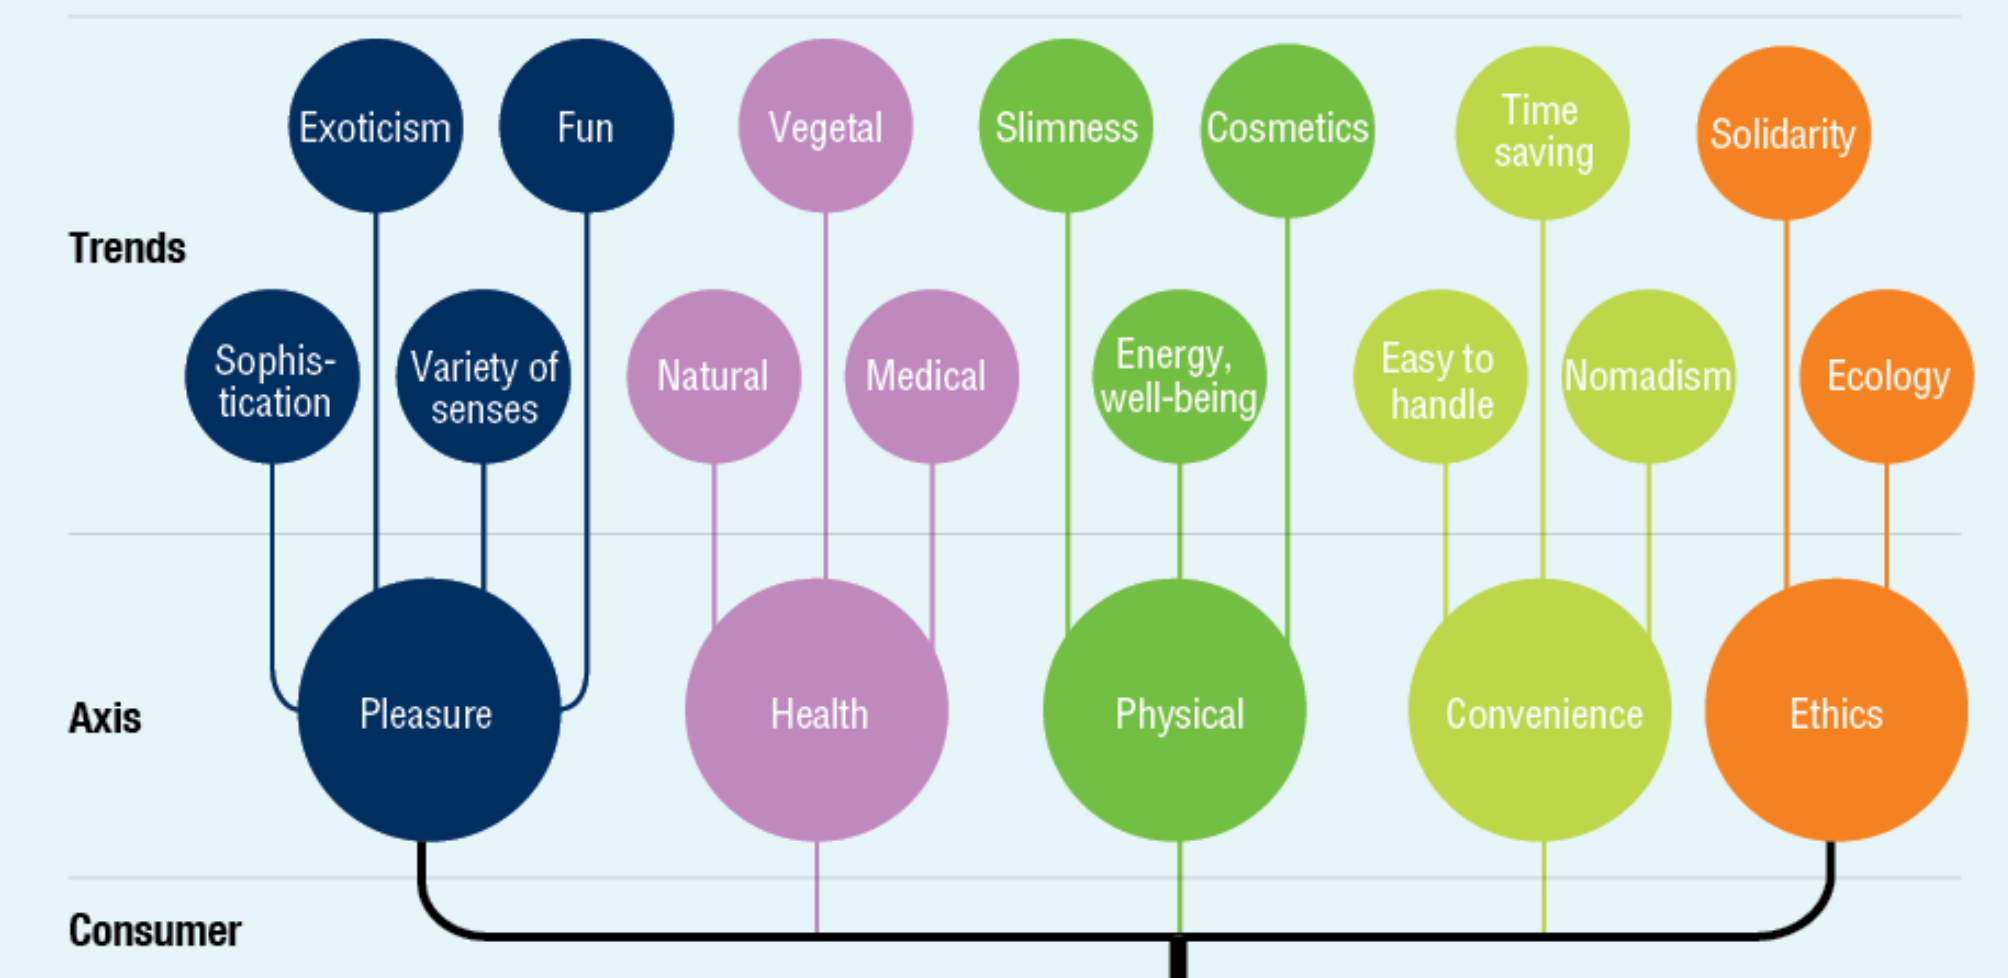 Exoticism
Fun
Vegetal
Slimness
Cosmetics
Time
saving
Solidarity
Trends
Sophis-
tication
Variety of
senses
Natural
Medical
Energy,
well-being
Easy to
handle
Nomadism
Ecology
Axis
Pleasure
Health
Physical
Convenience
Ethics
Consumer